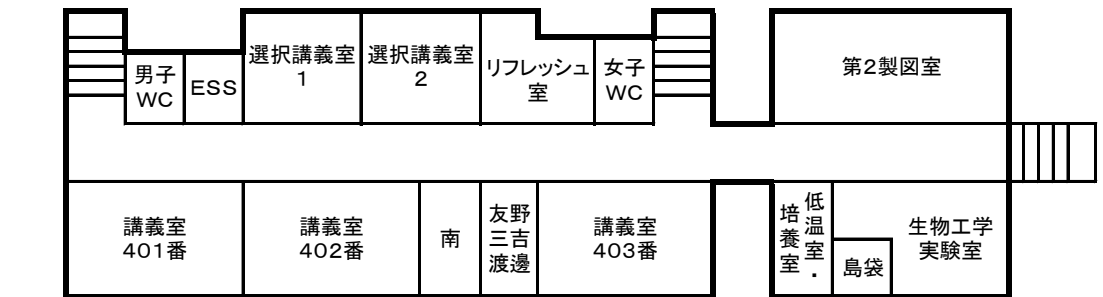 男子
WC
ESS
選択講義室
1
選択講義室
2
リフレッシュ
室
女子
WC
第2製図室
講義室
401番
講義室
402番
南
友野
三吉
渡邊
講義室
403番
低温室・
培養室
島袋
生物工学
実験室